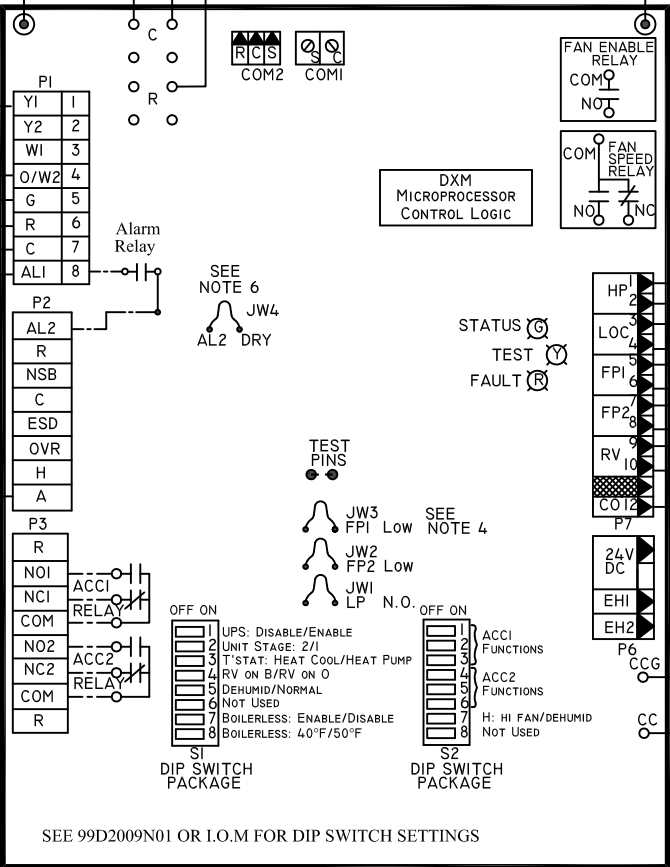 C
R
R C S
COM2
S C
COM1
FAN ENABLE
RELAY
COM
NO
COM
FAN
SPEED
RELAY
NO NC
DXM
MICROPROCESSOR
CONTROL LOGIC
P1
Y1 1
Y2 2
W1 3
O/W2 4
G 5
R 6
C 7
AL1 8
Alarm
Relay
P2
AL2
R
NSB
C
ESD
OVR
H
A
SEE
NOTE 6
JW4
AL2 DRY
STATUS G
TEST Y
FAULT R
HP 1
2
LOC 3
4
FP1 5
6
FP2 7
8
RV 9
10
CO 12
P7
TEST
PINS
JW3
FP1 Low
SEE
NOTE 4
JW2
FP2 Low
JW1
LP N.O.
P3
R
NO1
NC1
COM
NO2
NC2
COM
R
ACC1
RELAY
ACC2
RELAY
24V
DC
EH1
EH2
P6
CCG
CC
OFF ON
1 UPS: DISABLE/ENABLE
2 UNIT STAGE: 2/1
3 T'STAT: HEAT COOL/HEAT PUMP
4 RV ON B/RV ON O
5 DEHUMID/NORMAL
6 NOT USED
7 BOILERLESS: ENABLE/DISABLE
8 BOILERLESS: 40°F/50°F
S1
DIP SWITCH
PACKAGE
OFF ON
1
2
3
4
5
6
7 H: HI FAN/DEHUMID
8 NOT USED
ACC1
FUNCTIONS
ACC2
FUNCTIONS
S2
DIP SWITCH
PACKAGE
SEE 99D2009N01 OR I.O.M FOR DIP SWITCH SETTINGS